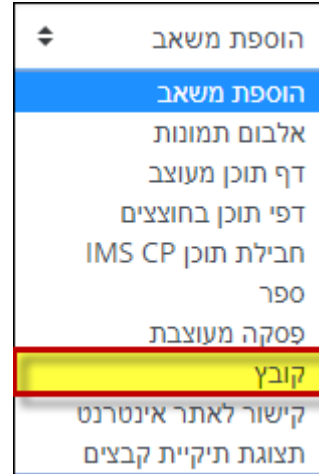 הוספת משאב
הוספת משאב
אלבום תמונות
דף תוכן מעוצב
דפי תוכן בחוצצים
חבילת תוכן IMS CP
ספר
פסקה מעוצבת
קובץ
קישור לאתר אינטרנט
תצוגת תיקיית קבצים